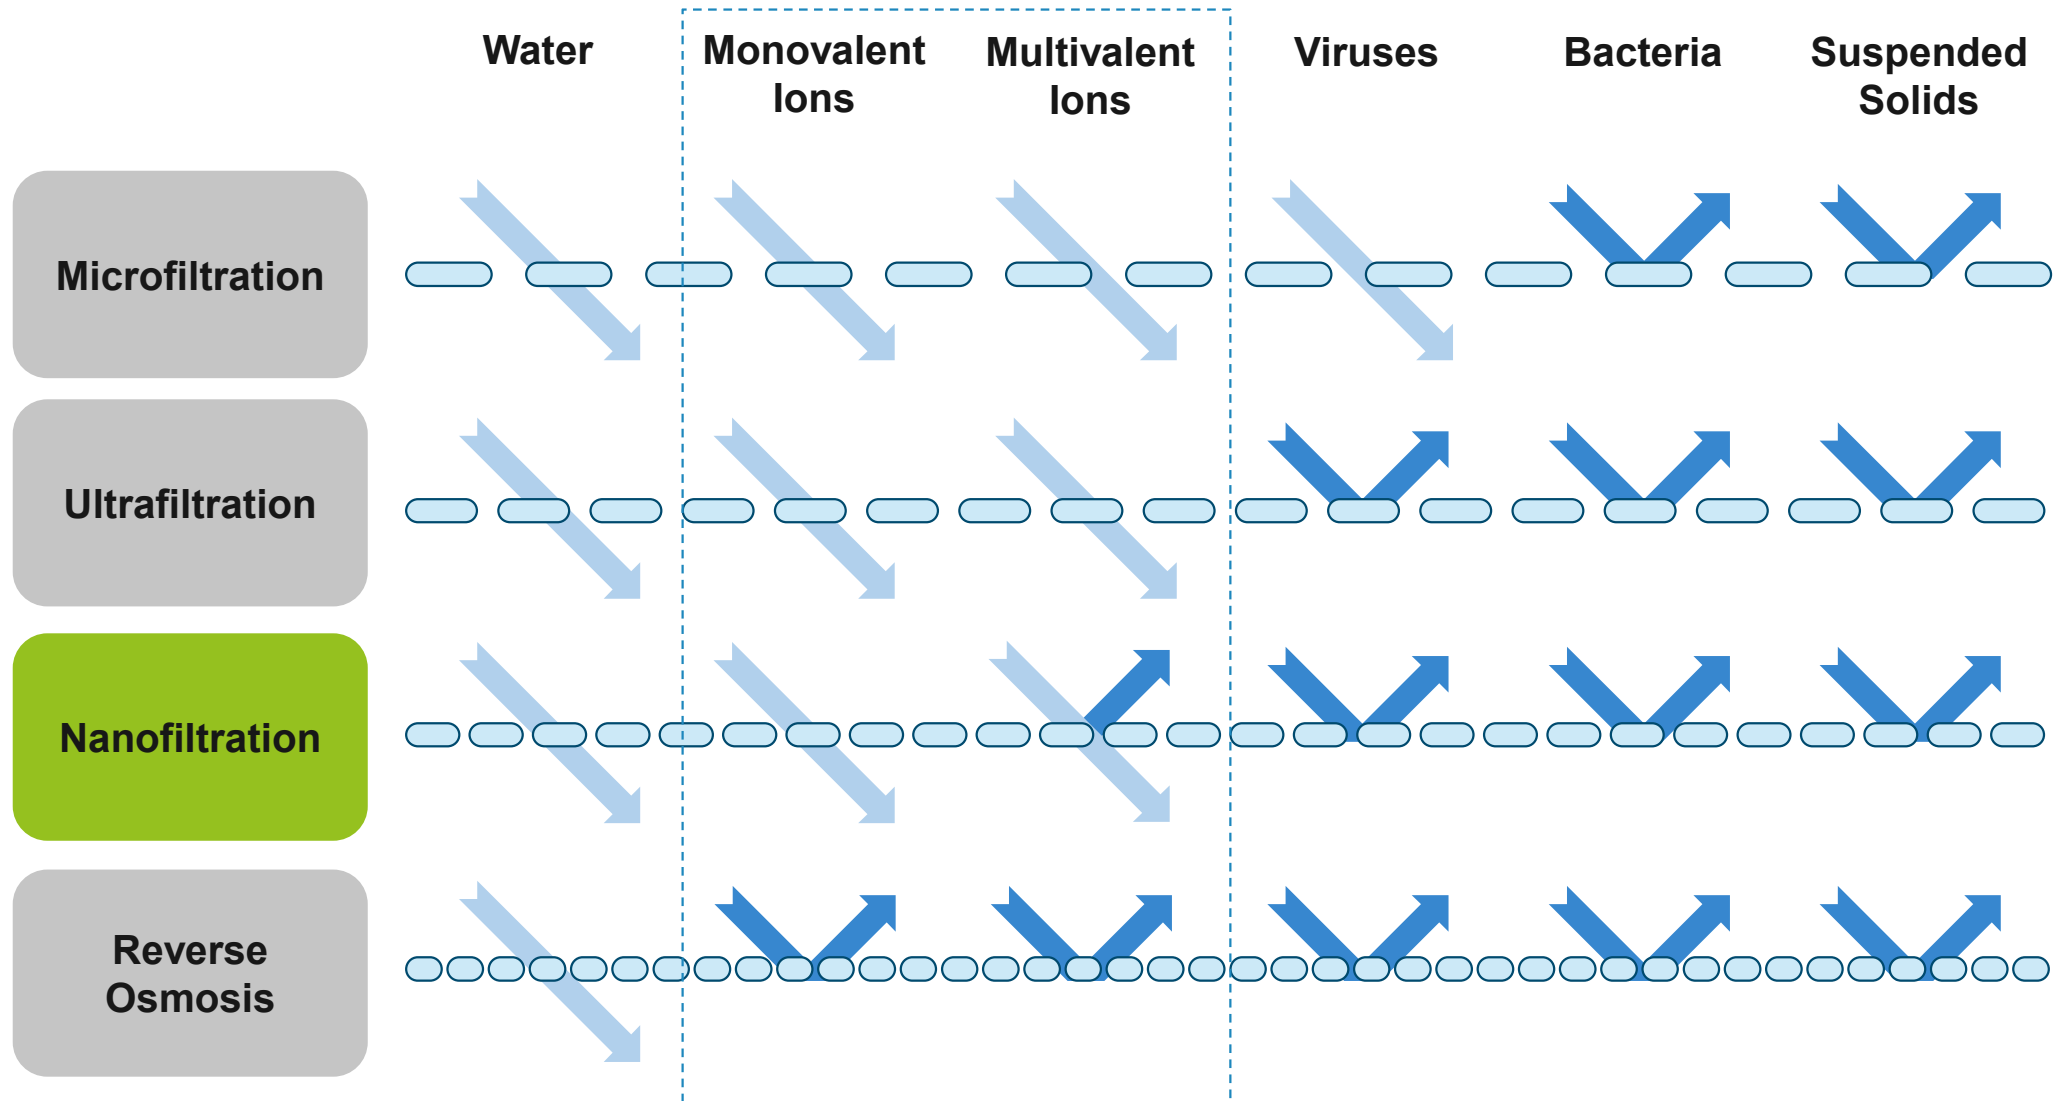 Water
Monovalent
Ions
Multivalent
Ions
Viruses
Bacteria
Suspended
Solids
Microfiltration
Ultrafiltration
Nanofiltration
Reverse
Osmosis